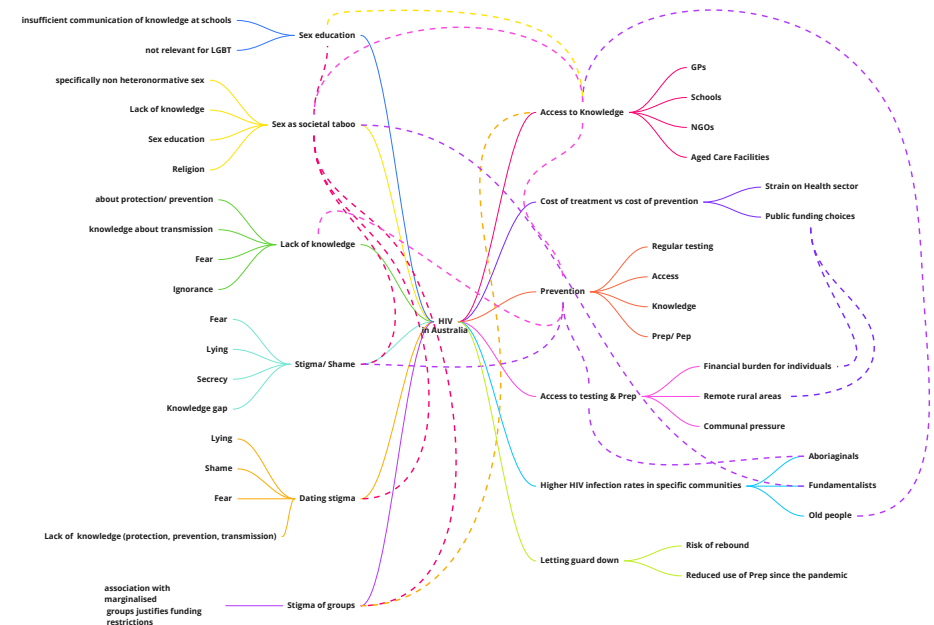 insufficient communication of knowledge at schools
Sex education
not relevant for LGBT
specifically non heteronormative sex
Lack of knowledge
Sex as societal taboo
Sex education
Religion
about protection/ prevention
knowledge about transmission
Lack of knowledge
Fear
Ignorance
Fear
Lying
Stigma/ Shame
Secrecy
Knowledge gap
Lying
Shame
Fear
Dating stigma
Lack of  knowledge (protection, prevention, transmission)
association with
marginalised
groups justifies funding
restrictions
Stigma of groups
HIV
in Australia
Access to Knowledge
GPs
Schools
NGOs
Aged Care Facilities
Cost of treatment vs cost of prevention
Strain on Health sector
Public funding choices
Prevention
Regular testing
Access
Knowledge
Prep/ Pep
Access to testing & Prep
Financial burden for individuals
Remote rural areas
Communal pressure
Higher HIV infection rates in specific communities
Aboriaginals
Fundamentalists
Old people
Letting guard down
Risk of rebound
Reduced use of Prep since the pandemic